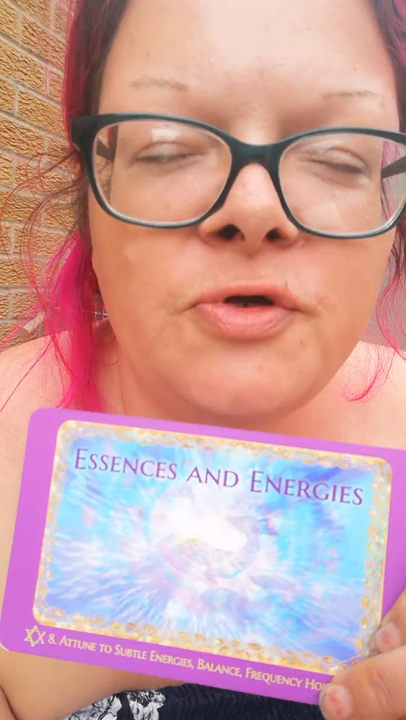 ESSENCES AND ENERGIES
8. ATTUNE TO SUBTLE ENERGIES, BALANCE, FREQUENCY